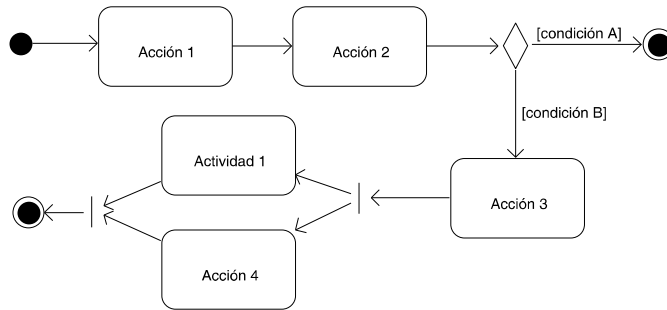 Acción 1
Acción 2
[condición A]
[condición B]
Actividad 1
Acción 3
Acción 4